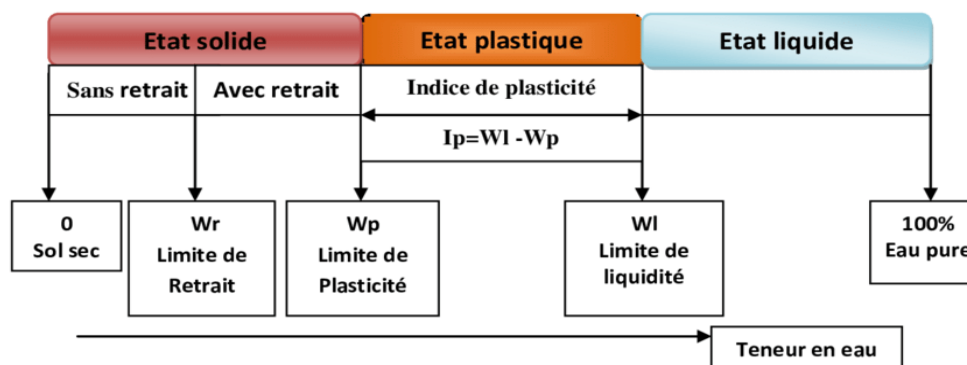 Etat solide
Etat plastique
Etat liquide
Sans retrait
Avec retrait
Indice de plasticité
Ip=Wl -Wp
0
Sol sec
Wr
Limite de
Retrait
Wp
Limite de
Plasticité
Wl
Limite de
liquidité
100%
Eau pure
Teneur en eau